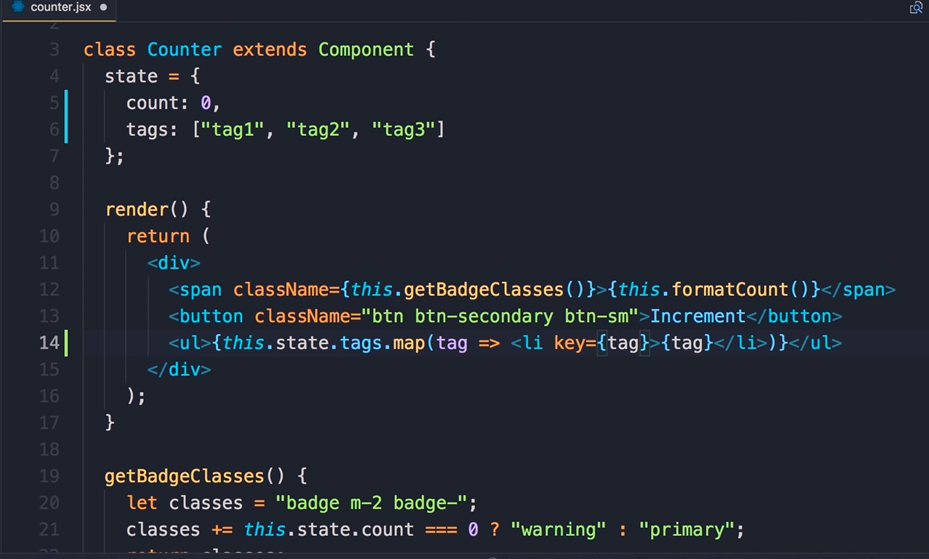 counter.jsx
3 class Counter extends Component {
4 state = {
5 count: 0,
6 tags: ["tag1", "tag2", "tag3"]
7 };
8
9 render() {
10 return (
11 <div>
12 <span className={this.getBadgeClasses()}>{this.formatCount()}</span>
13 <button className="btn btn-secondary btn-sm">Increment</button>
14 <ul>{this.state.tags.map(tag => <li key={tag}>{tag}</li>)}</ul>
15 </div>
16 );
17 }
18
19 getBadgeClasses() {
20 let classes = "badge m-2 badge-";
21 classes += this.state.count === 0 ? "warning" : "primary";